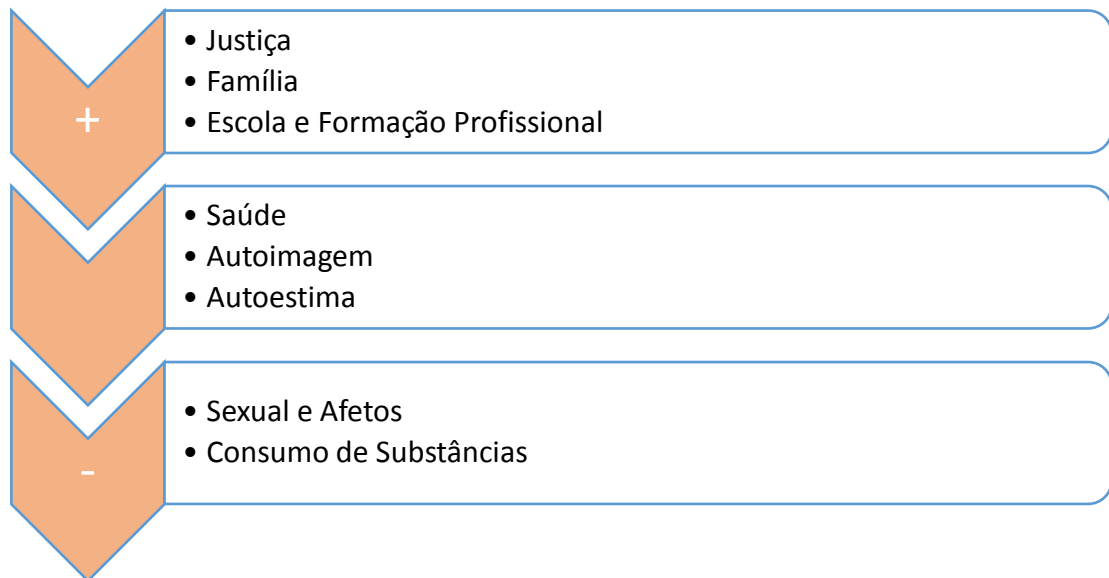 +
• Justiça
• Família
• Escola e Formação Profissional
• Saúde
• Autoimagem
• Autoestima
-
• Sexual e Afetos
• Consumo de Substâncias